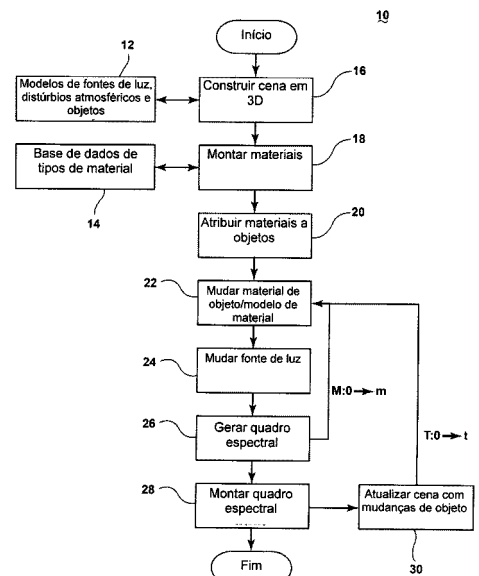 10
Início
12
Modelos de fontes de luz,
distúrbios atmosféricos e
objetos
Construir cena em
3D
16
Base de dados de
tipos de material
14
Montar materiais
18
Atribuir materiais a
objetos
20
22
Mudar material de
objeto/modelo de
material
24
Mudar fonte de luz
M:0 → m
T:0 → t
26
Gerar quadro
espectral
28
Montar quadro
espectral
Atualizar cena com
mudanças de objeto
30
Fim